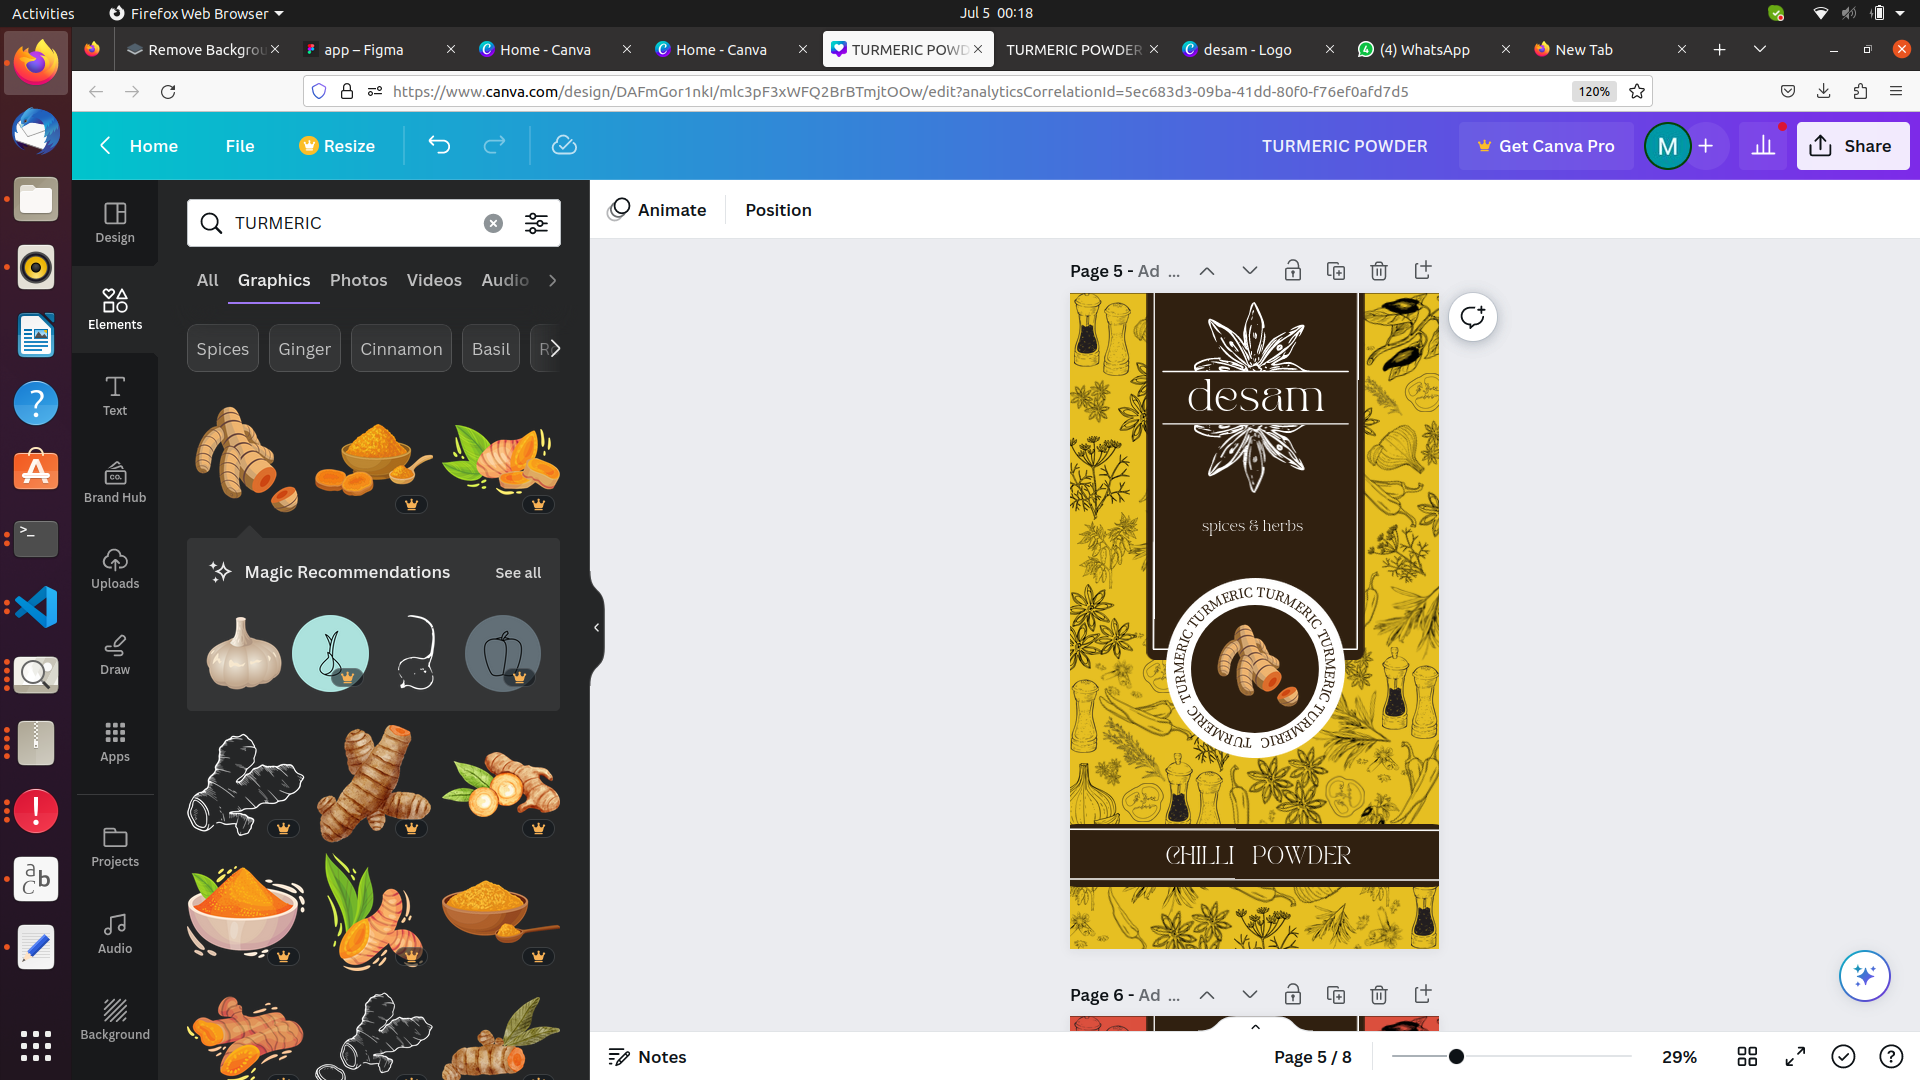 Activities
Firefox Web Browser
Jul 5 00:18
Remove Backgrou
app – Figma
Home - Canva
Home - Canva
TURMERIC POWD
TURMERIC POWDER
desam - Logo
(4) WhatsApp
New Tab
https://www.canva.com/design/DAFmGor1nkI/mlc3pF3xWFQ2BrBTmjtOOw/edit?analyticsCorrelationId=5ec683d3-09ba-41dd-80f0-f76ef0afd7d5
120%
Home
File
Resize
TURMERIC POWDER
Get Canva Pro
M
Share
Design
Elements
Text
Brand Hub
Uploads
Draw
Apps
Projects
Audio
Background
TURMERIC
All
Graphics
Photos
Videos
Audio
Spices
Ginger
Cinnamon
Basil
Magic Recommendations
See all
Animate
Position
Page 5 - Ad ...
desam
spices & herbs
TURMERIC TURMERIC TURMERIC TURMERIC TURMERIC TURMERIC TURMERIC TURMERIC
CHILLI POWDER
Page 6 - Ad ...
Notes
Page 5 / 8
29%